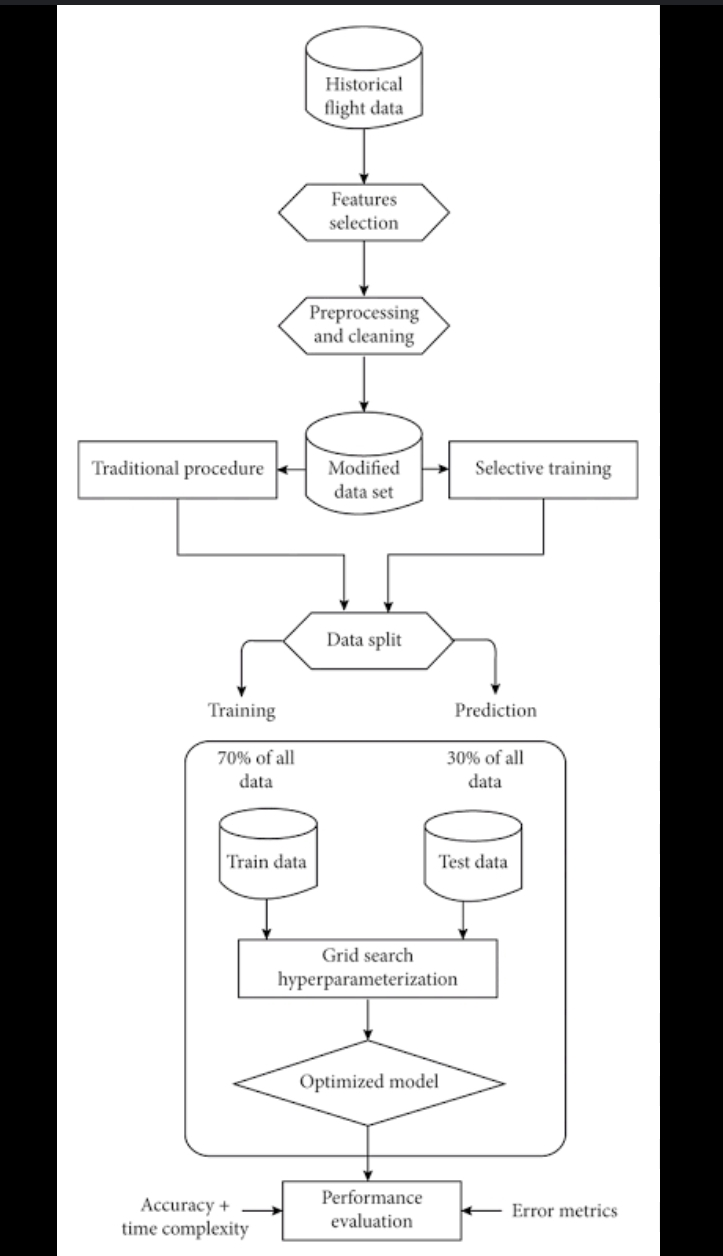 Historical
flight data
Features
selection
Preprocessing
and cleaning
Traditional procedure
Modified
data set
Selective training
Data split
Training
Prediction
70% of all
data
30% of all
data
Train data
Test data
Grid search
hyperparameterization
Optimized model
Accuracy +
time complexity
Performance
evaluation
Error metrics